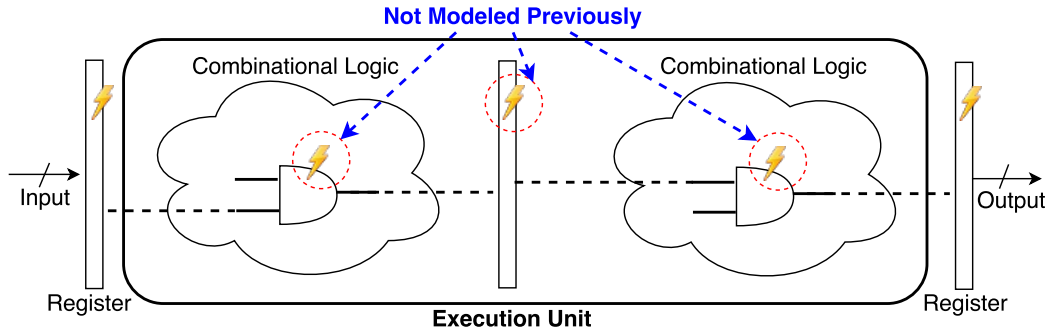 Not Modeled Previously
Combinational Logic
Combinational Logic
Input
Output
Register
Register
Execution Unit